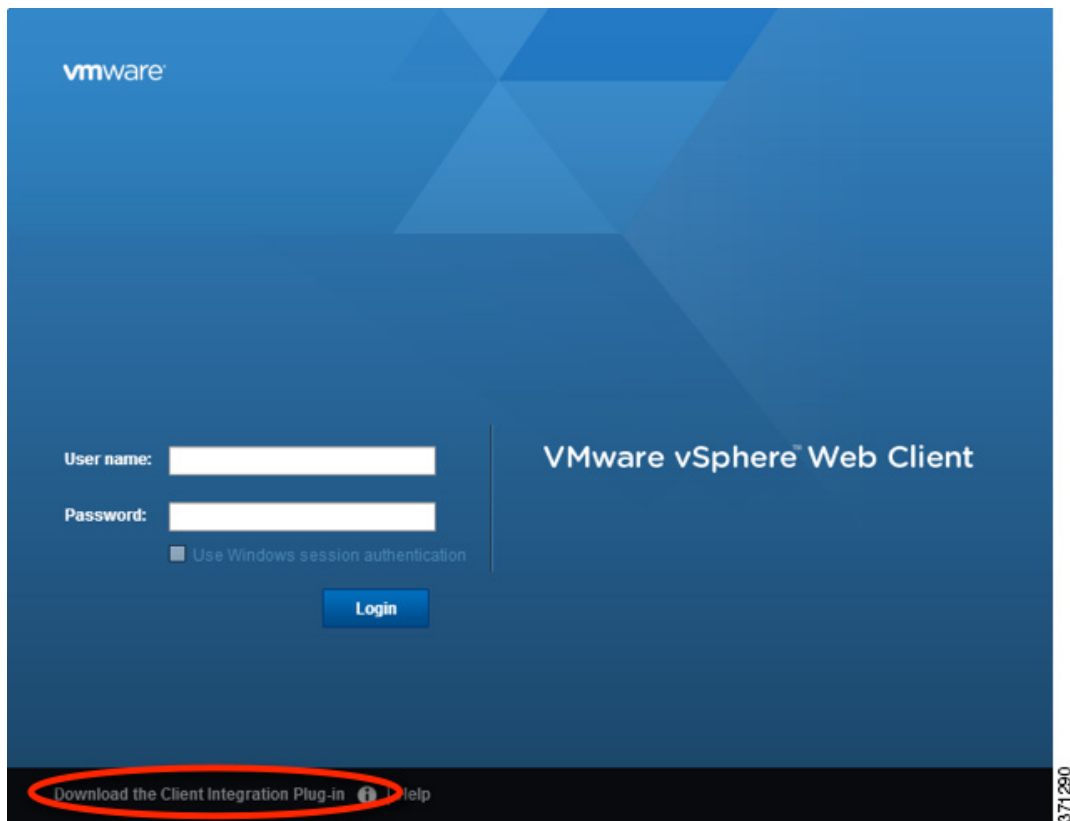 vmware
User name:
VMware vSphere™ Web Client
Password:
Use Windows session authentication
Login
Download the Client Integration Plug-in Help
371290